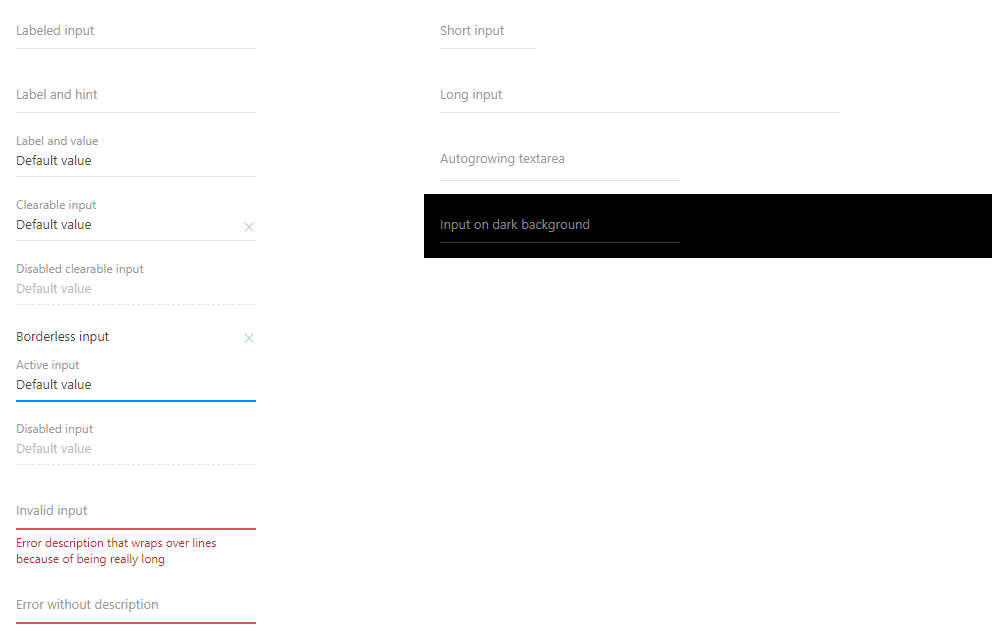 Labeled input
Label and hint
Label and value
Default value
Clearable input
Default value
Disabled clearable input
Default value
Borderless input
Active input
Default value
Disabled input
Default value
Invalid input
Error description that wraps over lines
because of being really long
Error without description
Short input
Long input
Autogrowing textarea
Input on dark background